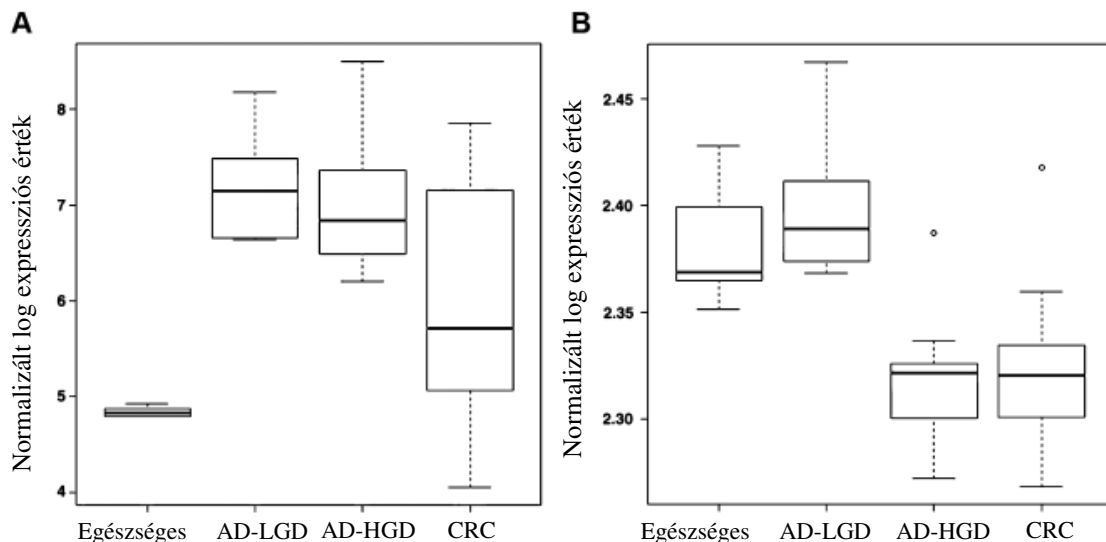 A
Normalizált log expressziós érték
8
7
6
5
4
Egészséges AD-LGD AD-HGD CRC
B
Normalizált log expressziós érték
2.45
2.40
2.35
2.30
Egészséges AD-LGD AD-HGD CRC